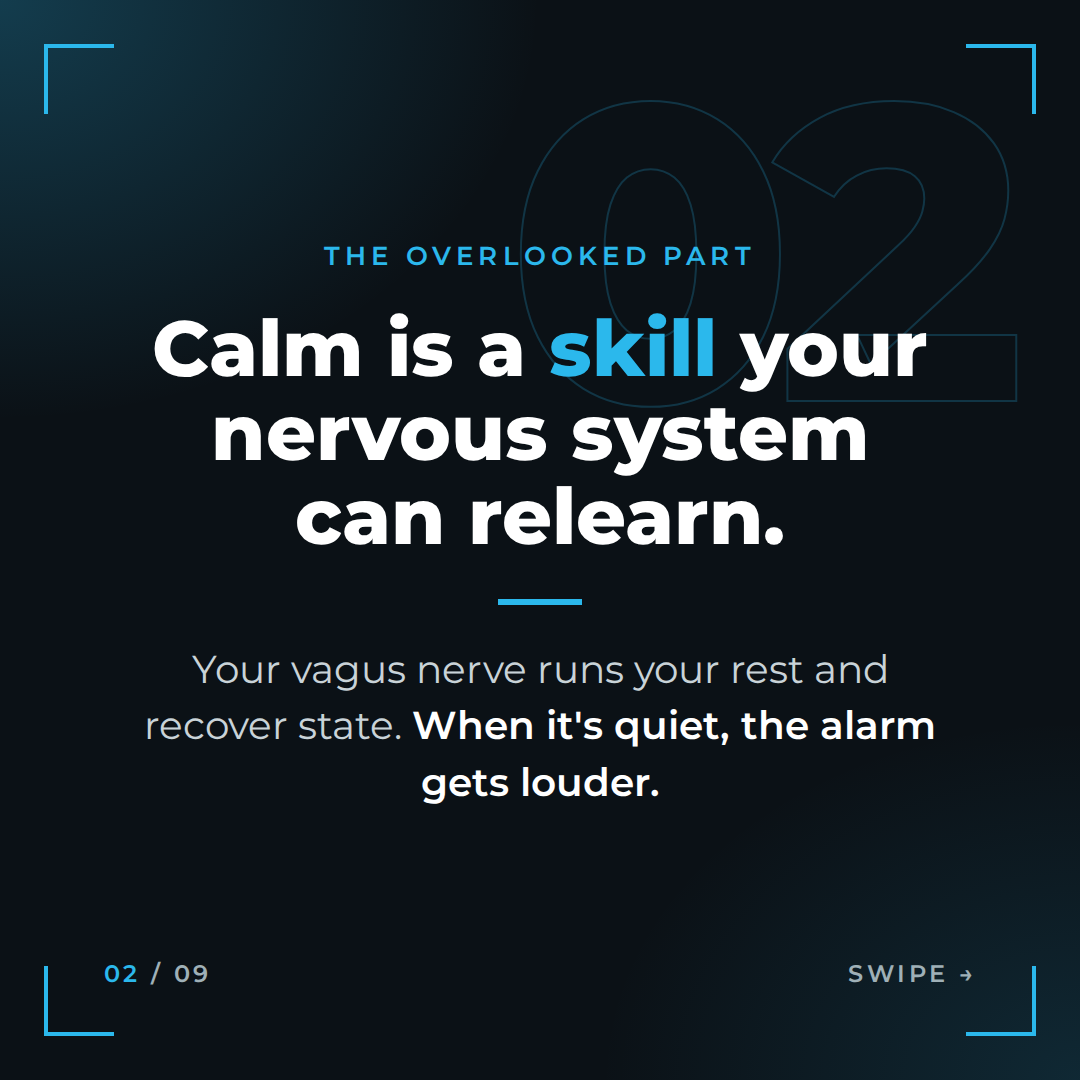 02
THE OVERLOOKED PART
Calm is a skill your
nervous system
can relearn.
Your vagus nerve runs your rest and
recover state. When it's quiet, the alarm
gets louder.
02 / 09
SWIPE →